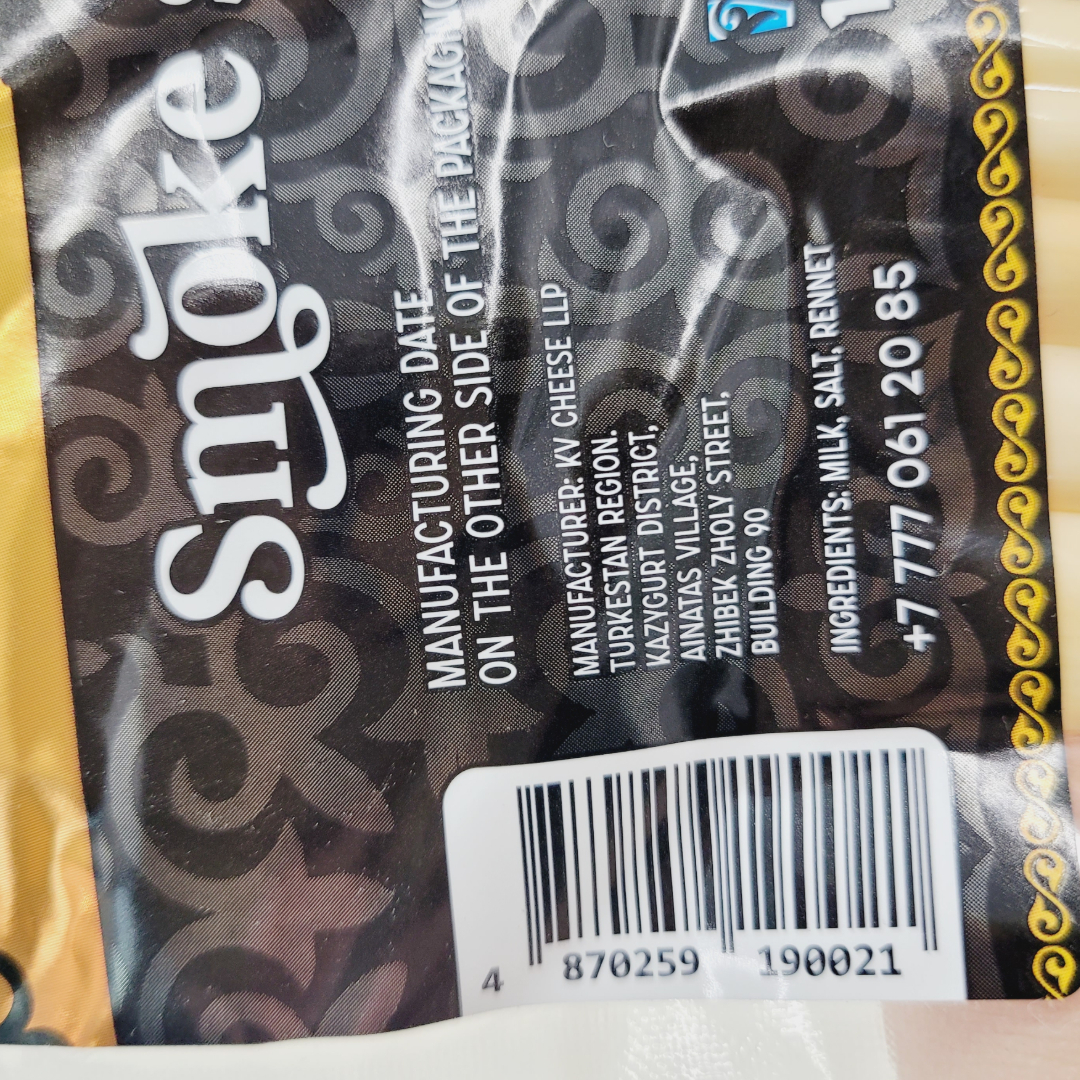 Smoke
MANUFACTURING DATE
ON THE OTHER SIDE OF THE PACKAGING
MANUFACTURER: KV CHEESE LLP
TURKESTAN REGION.
KAZYGURT DISTRICT,
AINATAS VILLAGE,
ZHIBEK ZHOLY STREET,
BUILDING 90
INGREDIENTS: MILK, SALT, RENNET
+7 777 061 20 85
4 870259 190021